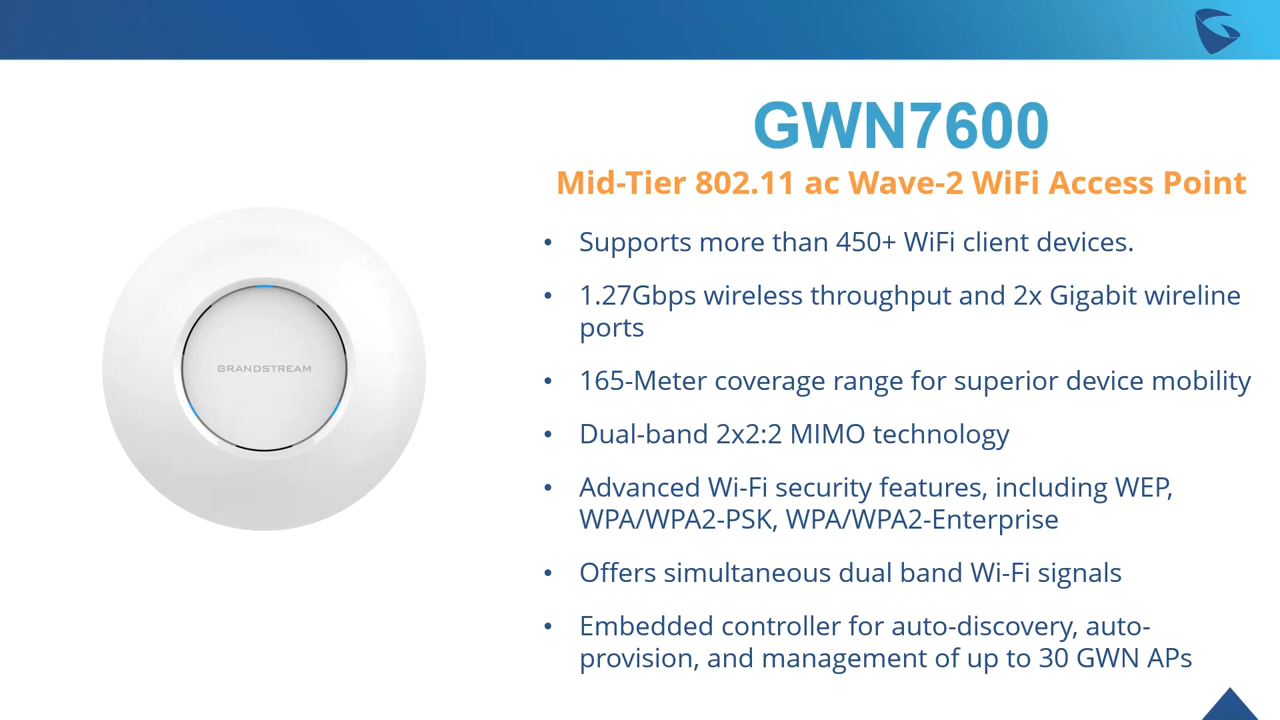 GWN7600
Mid-Tier 802.11 ac Wave-2 WiFi Access Point
• Supports more than 450+ WiFi client devices.
• 1.27Gbps wireless throughput and 2x Gigabit wireline
ports
• 165-Meter coverage range for superior device mobility
• Dual-band 2x2:2 MIMO technology
• Advanced Wi-Fi security features, including WEP,
WPA/WPA2-PSK, WPA/WPA2-Enterprise
• Offers simultaneous dual band Wi-Fi signals
• Embedded controller for auto-discovery, auto-
provision, and management of up to 30 GWN APs
GRANDSTREAM